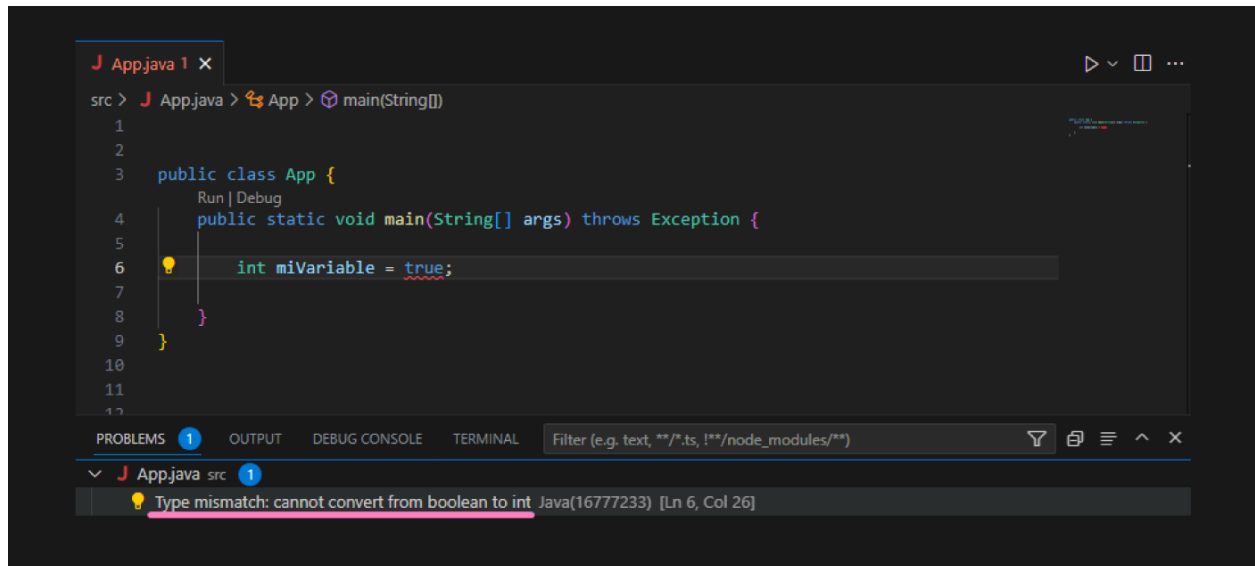 J App.java 1 ×
src > J App.java > App > main(String[])
1
2
3 public class App {
Run | Debug
4 public static void main(String[] args) throws Exception {
5
6 int miVariable = true;
7
8 }
9 }
10
11
12
PROBLEMS 1 OUTPUT DEBUG CONSOLE TERMINAL Filter (e.g. text, **/*.ts, !**/node_modules/**)
J App.java src 1
Type mismatch: cannot convert from boolean to int Java(16777233) [Ln 6, Col 26]